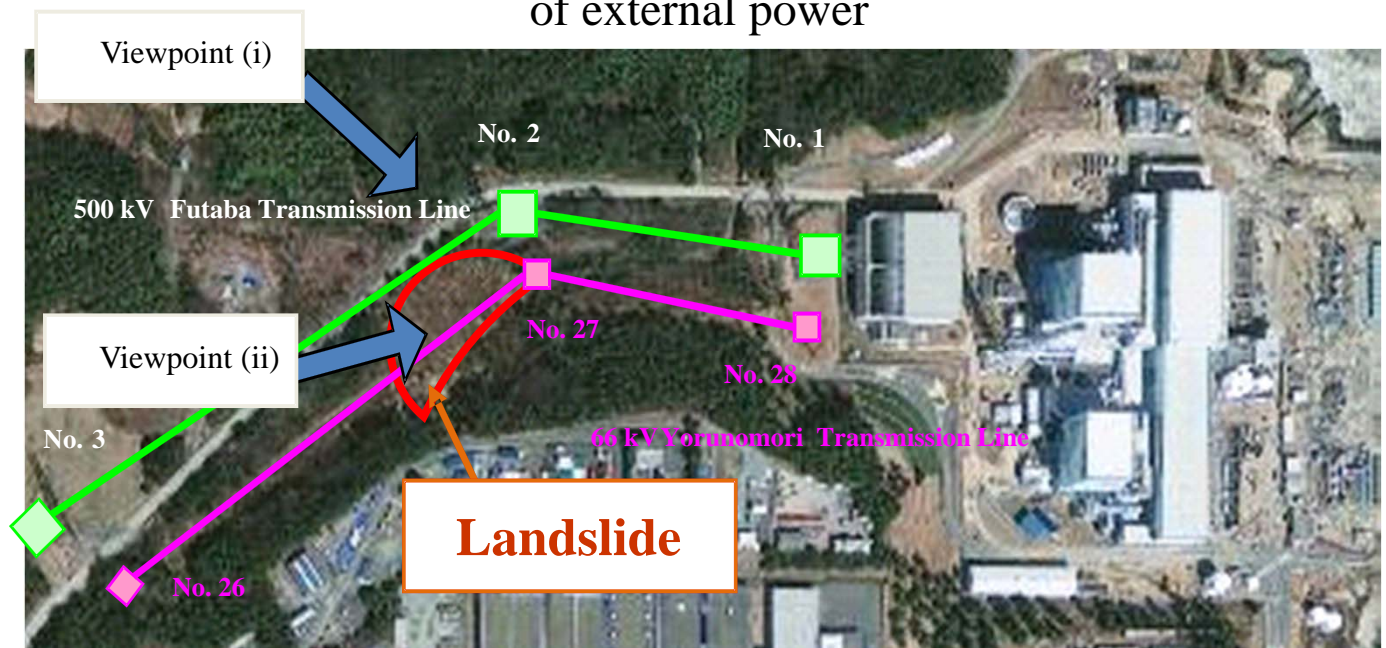 of external power
Viewpoint (i)
No. 2
No. 1
500 kV Futaba Transmission Line
No. 27
Viewpoint (ii)
No. 28
No. 3
66 kV Yorunomori Transmission Line
Landslide
No. 26